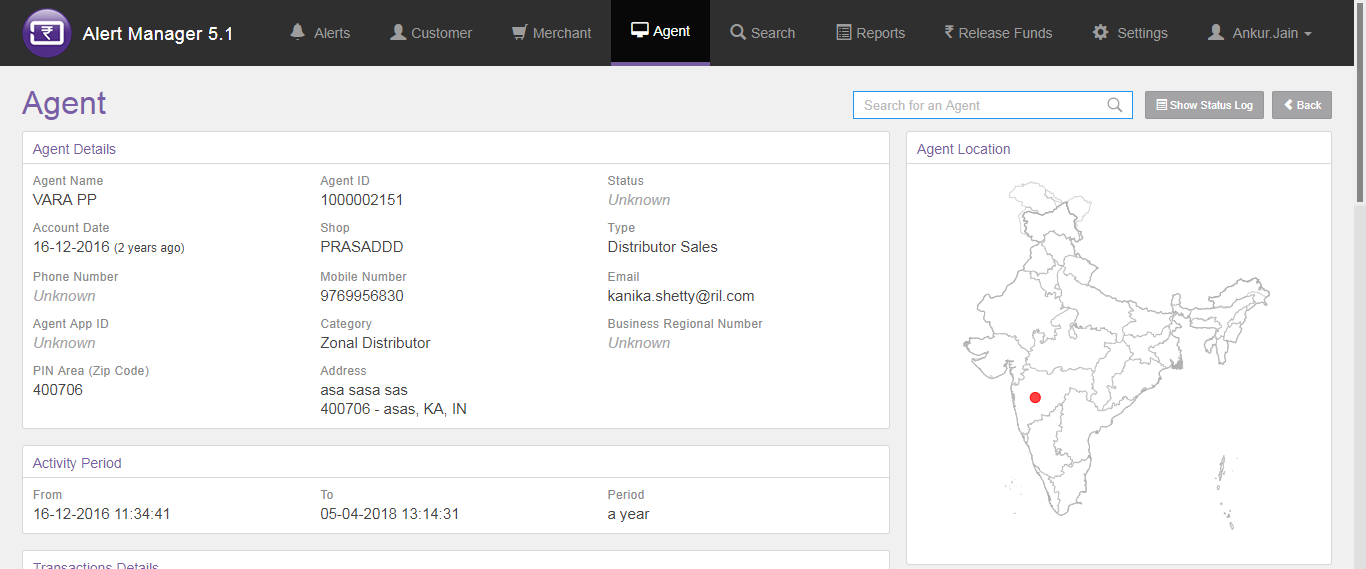 Alert Manager 5.1
Alerts
Customer
Merchant
Agent
Search
Reports
₹ Release Funds
Settings
Ankur.Jain
Agent
Search for an Agent
Show Status Log
Back
Agent Details
Agent Name
VARA PP
Agent ID
1000002151
Status
Unknown
Account Date
16-12-2016 (2 years ago)
Shop
PRASADDD
Type
Distributor Sales
Phone Number
Unknown
Mobile Number
9769956830
Email
kanika.shetty@ril.com
Agent App ID
Unknown
Category
Zonal Distributor
Business Regional Number
Unknown
PIN Area (Zip Code)
400706
Address
asa sasa sas
400706 - asas, KA, IN
Agent Location
Activity Period
From
16-12-2016 11:34:41
To
05-04-2018 13:14:31
Period
a year
Transactions Details